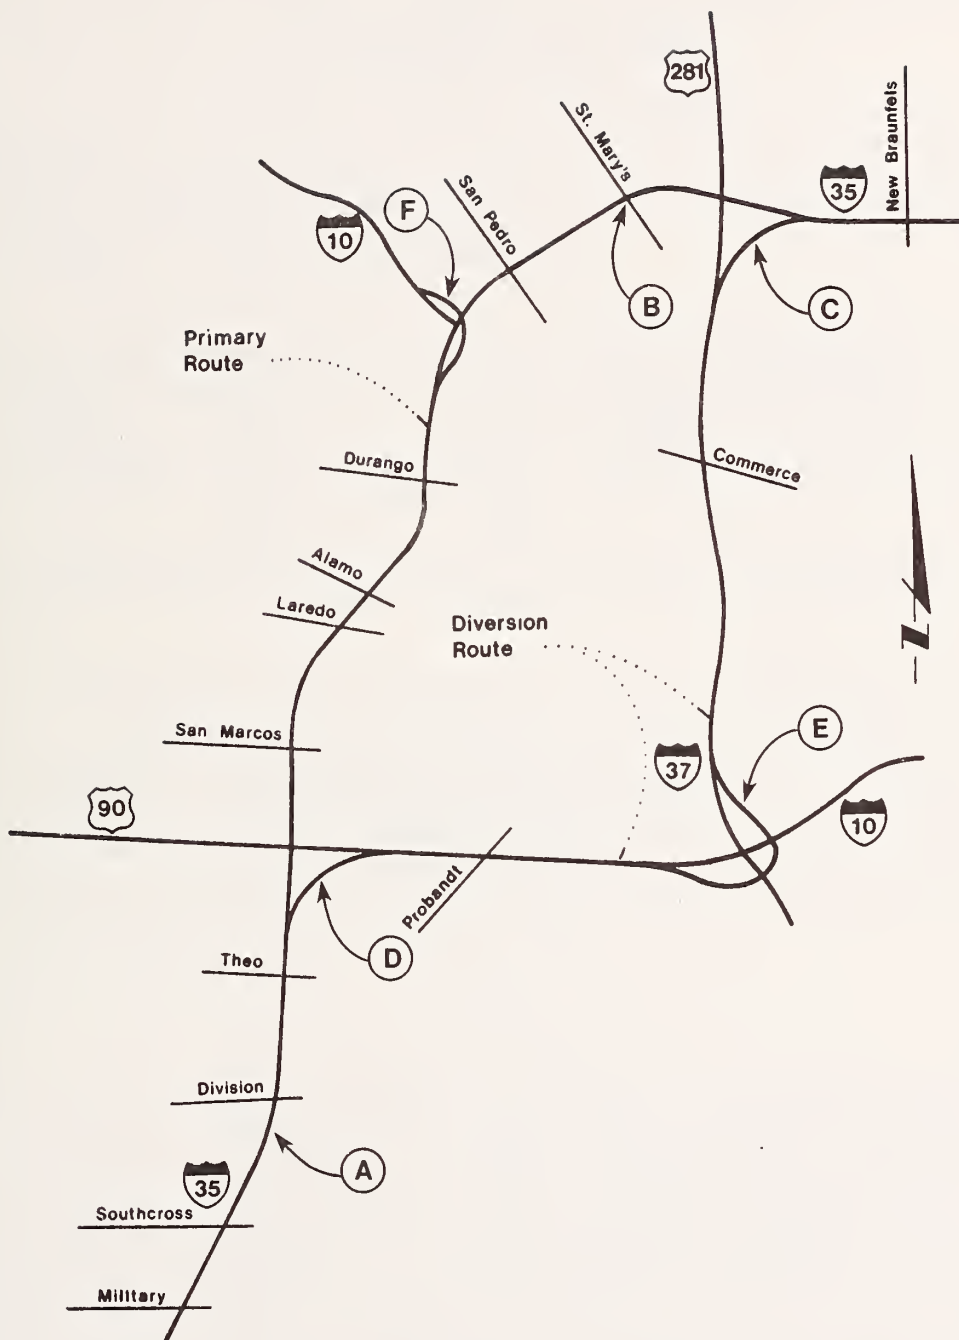 281
New Braunfels
St. Mary's
35
San Pedro
F
10
B
C
Primary
Route
Durango
Commerce
Alamo
Laredo
Diversion
Route
N
San Marcos
E
37
90
10
Probandt
D
Theo
Division
A
35
Southcross
Military